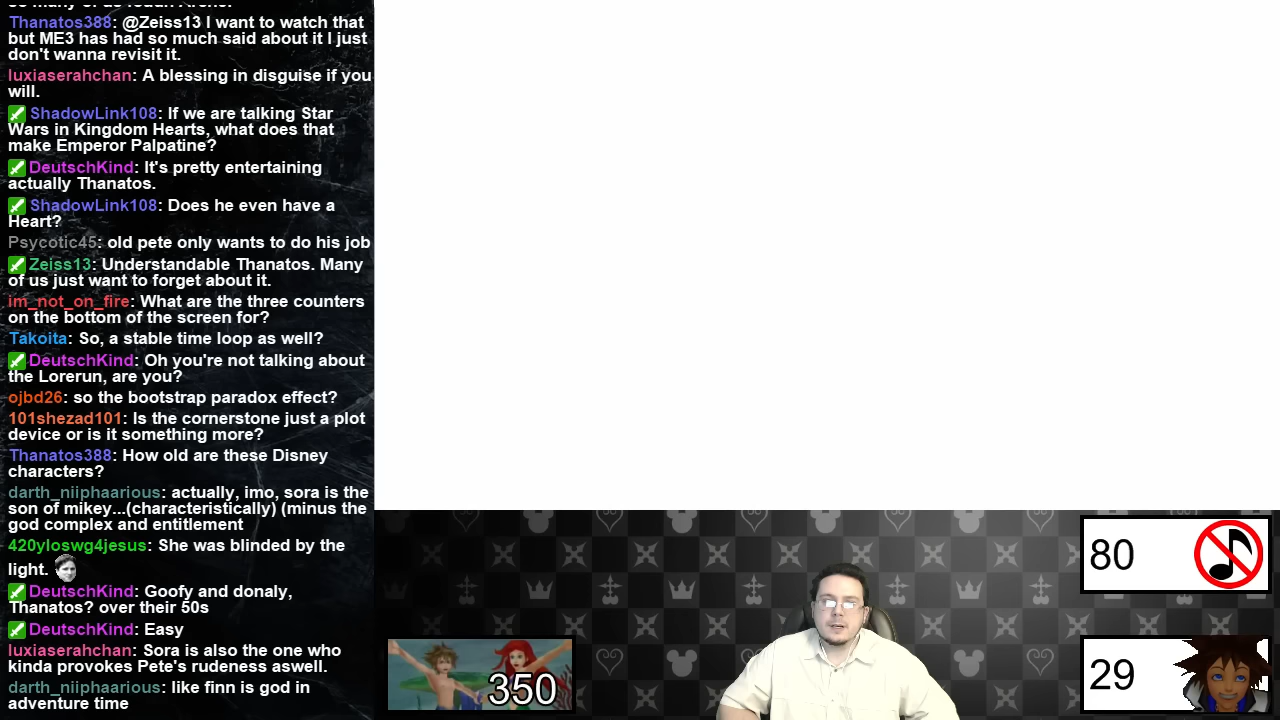 Thanatos388: @Zeiss13 I want to watch that
but ME3 has had so much said about it I just
don't wanna revisit it.
luxiaserahchan: A blessing in disguise if you
will.
ShadowLink108: If we are talking Star
Wars in Kingdom Hearts, what does that
make Emperor Palpatine?
DeutschKind: It's pretty entertaining
actually Thanatos.
ShadowLink108: Does he even have a
Heart?
Psycotic45: old pete only wants to do his job
Zeiss13: Understandable Thanatos. Many
of us just want to forget about it.
im_not_on_fire: What are the three counters
on the bottom of the screen for?
Takoita: So, a stable time loop as well?
DeutschKind: Oh you're not talking about
the Lorerun, are you?
ojbd26: so the bootstrap paradox effect?
101shezad101: Is the cornerstone just a plot
device or is it something more?
Thanatos388: How old are these Disney
characters?
darth_niiphaarious: actually, imo, sora is the
son of mikey...(characteristically) (minus the
god complex and entitlement
420yloswg4jesus: She was blinded by the
light.
DeutschKind: Goofy and donaly,
Thanatos? over their 50s
DeutschKind: Easy
luxiaserahchan: Sora is also the one who
kinda provokes Pete's rudeness aswell.
darth_niiphaarious: like finn is god in
adventure time
350
80
29